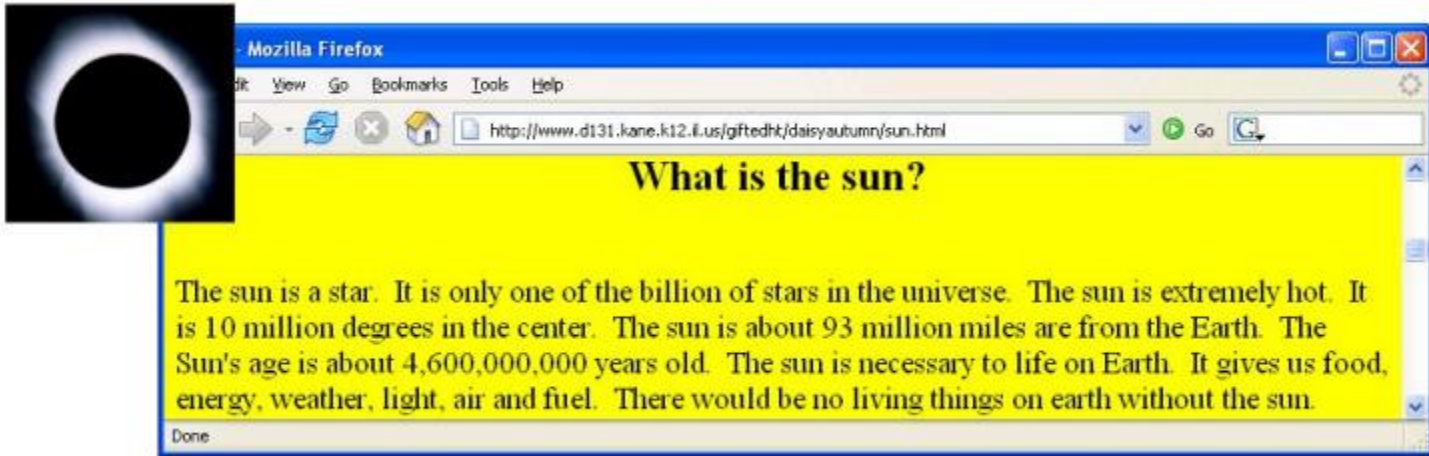 - Mozilla Firefox
View Go Bookmarks Tools Help
http://www.d131.kane.k12.il.us/giftedht/daisyautumn/sun.html Go G
What is the sun?
The sun is a star. It is only one of the billion of stars in the universe. The sun is extremely hot. It
is 10 million degrees in the center. The sun is about 93 million miles are from the Earth. The
Sun's age is about 4,600,000,000 years old. The sun is necessary to life on Earth. It gives us food,
energy, weather, light, air and fuel. There would be no living things on earth without the sun.
Done